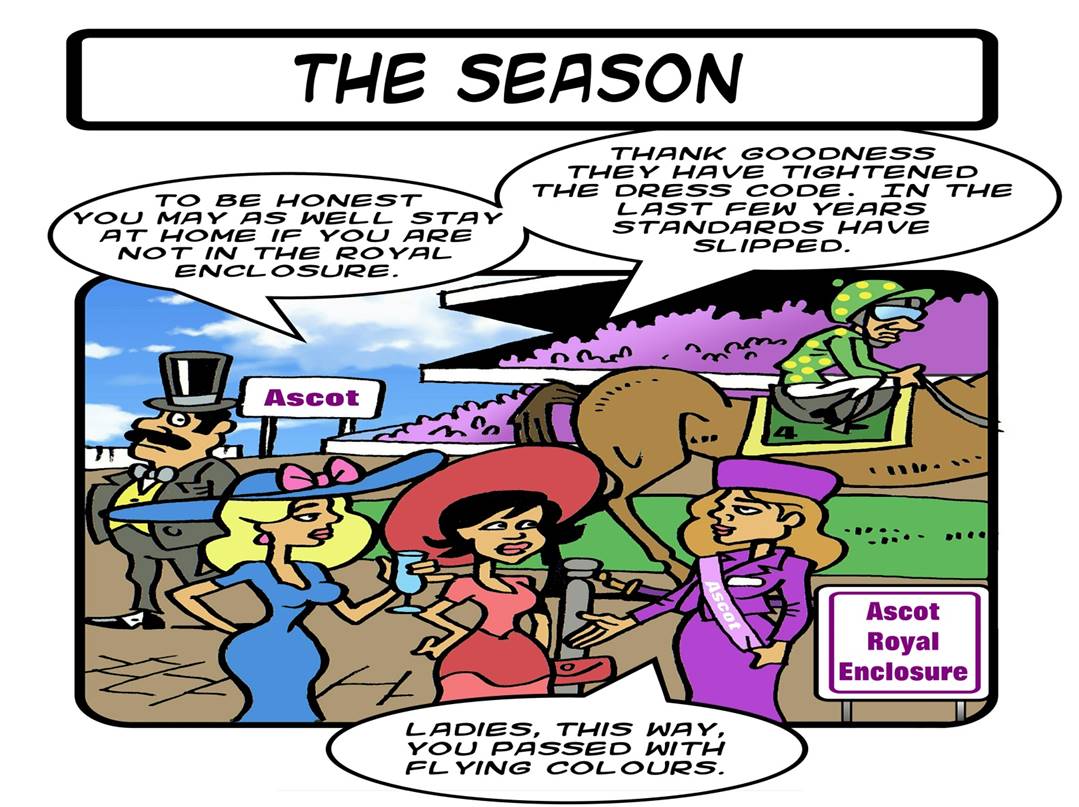 THE SEASON
TO BE HONEST
YOU MAY AS WELL STAY
AT HOME IF YOU ARE
NOT IN THE ROYAL
ENCLOSURE.
THANK GOODNESS
THEY HAVE TIGHTENED
THE DRESS CODE. IN THE
LAST FEW YEARS
STANDARDS HAVE
SLIPPED.
Ascot
4
Ascot
Ascot
Royal
Enclosure
LADIES, THIS WAY,
YOU PASSED WITH
FLYING COLOURS.